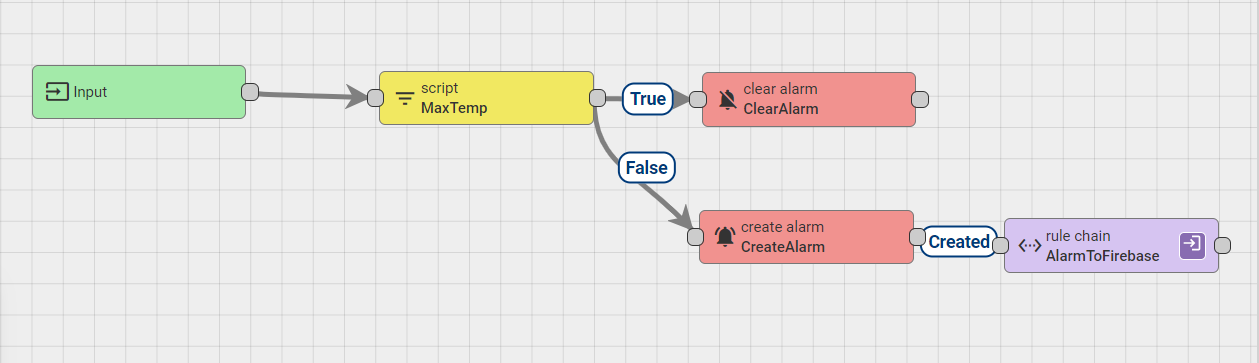 Input
script
MaxTemp
True
clear alarm
ClearAlarm
False
create alarm
CreateAlarm
Created
rule chain
AlarmToFirebase